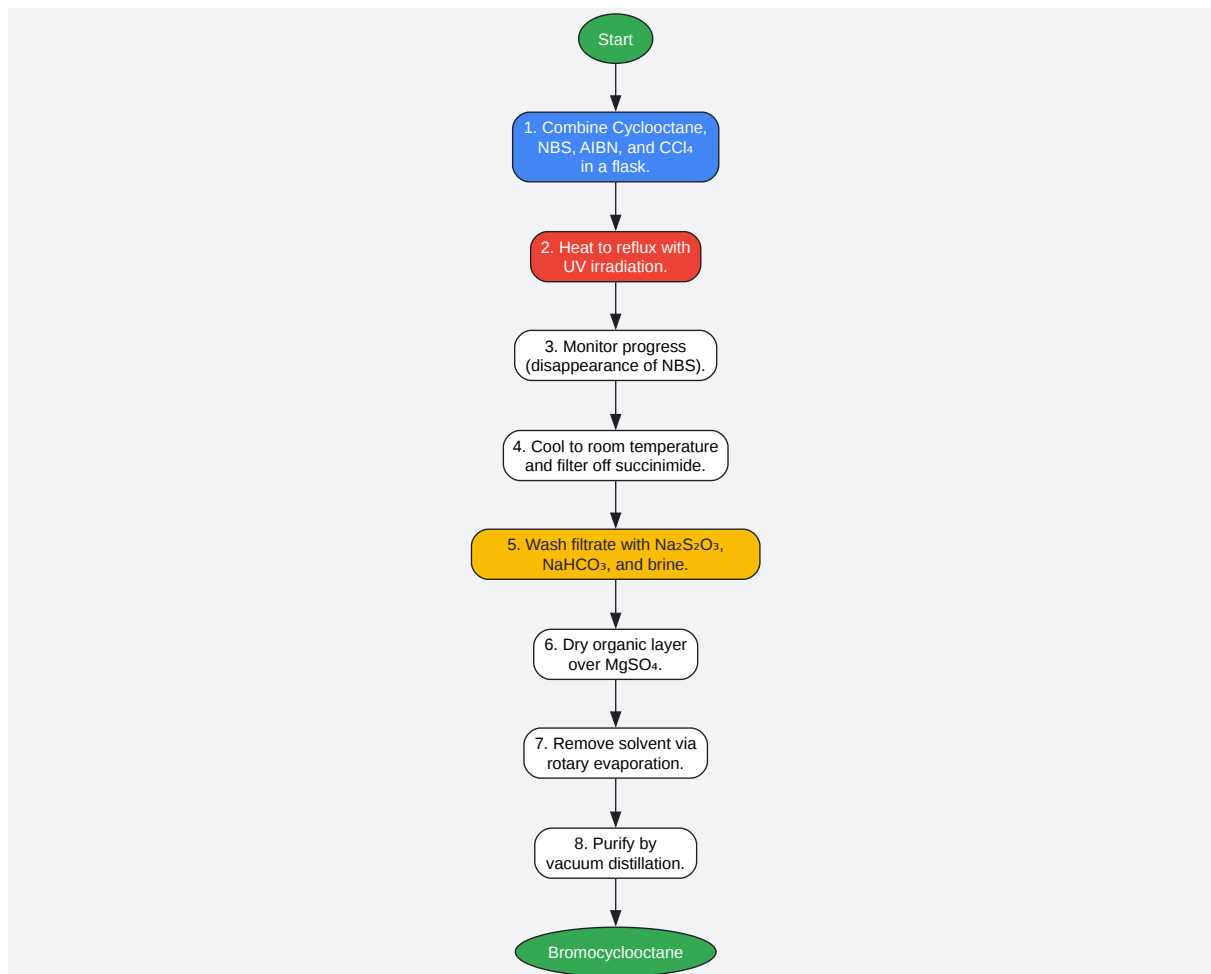 Start
1. Combine Cyclooctane,
NBS, AIBN, and CCl₄
in a flask.
2. Heat to reflux with
UV irradiation.
3. Monitor progress
(disappearance of NBS).
4. Cool to room temperature
and filter off succinimide.
5. Wash filtrate with Na₂S₂O₃,
NaHCO₃, and brine.
6. Dry organic layer
over MgSO₄.
7. Remove solvent via
rotary evaporation.
8. Purify by
vacuum distillation.
Bromocyclooctane